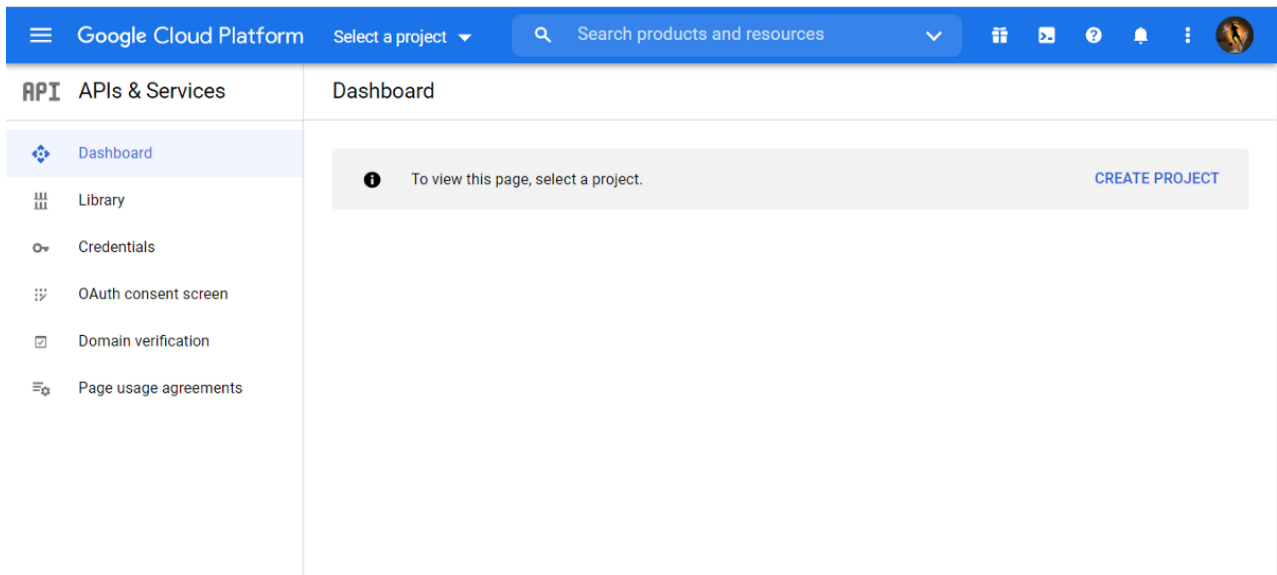 Google Cloud Platform Select a project Search products and resources
API APIs & Services Dashboard
Dashboard
To view this page, select a project. CREATE PROJECT
Library
Credentials
OAuth consent screen
Domain verification
Page usage agreements